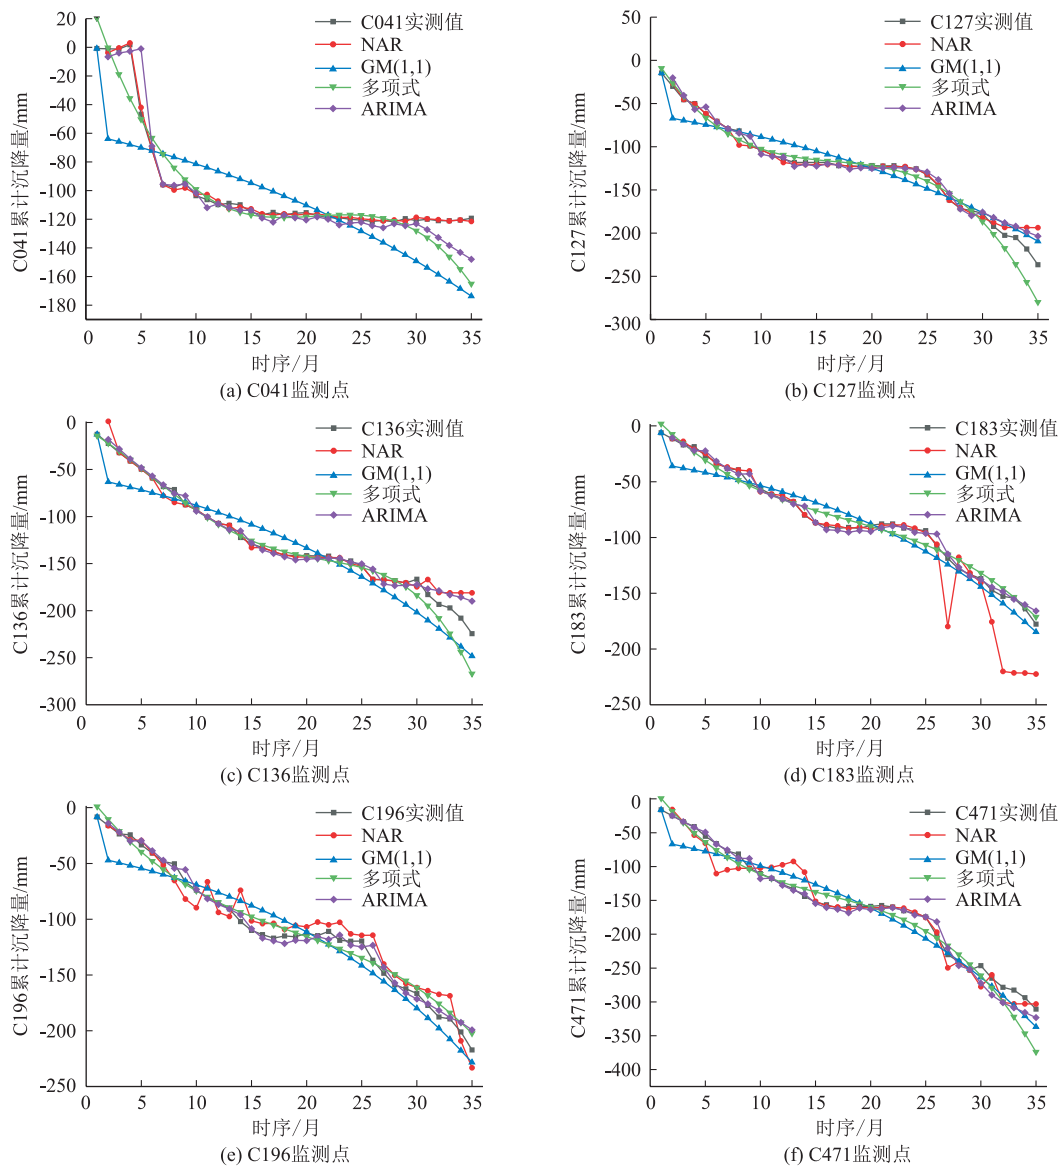 C041累计沉降量/mm
20
0
-20
-40
-60
-80
-100
-120
-140
-160
-180
0 5 10 15 20 25 30 35
时序/月
C041实测值
NAR
GM(1,1)
多项式
ARIMA
(a) C041监测点
C127累计沉降量/mm
50
0
-50
-100
-150
-200
-250
-300
0 5 10 15 20 25 30 35
时序/月
C127实测值
NAR
GM(1,1)
多项式
ARIMA
(b) C127监测点
C136累计沉降量/mm
0
-50
-100
-150
-200
-250
-300
0 5 10 15 20 25 30 35
时序/月
C136实测值
NAR
GM(1,1)
多项式
ARIMA
(c) C136监测点
C183累计沉降量/mm
0
-50
-100
-150
-200
-250
0 5 10 15 20 25 30 35
时序/月
C183实测值
NAR
GM(1,1)
多项式
ARIMA
(d) C183监测点
C196累计沉降量/mm
0
-50
-100
-150
-200
-250
0 5 10 15 20 25 30 35
时序/月
C196实测值
NAR
GM(1,1)
多项式
ARIMA
(e) C196监测点
C471累计沉降量/mm
0
-50
-100
-150
-200
-250
-300
-350
-400
0 5 10 15 20 25 30 35
时序/月
C471实测值
NAR
GM(1,1)
多项式
ARIMA
(f) C471监测点